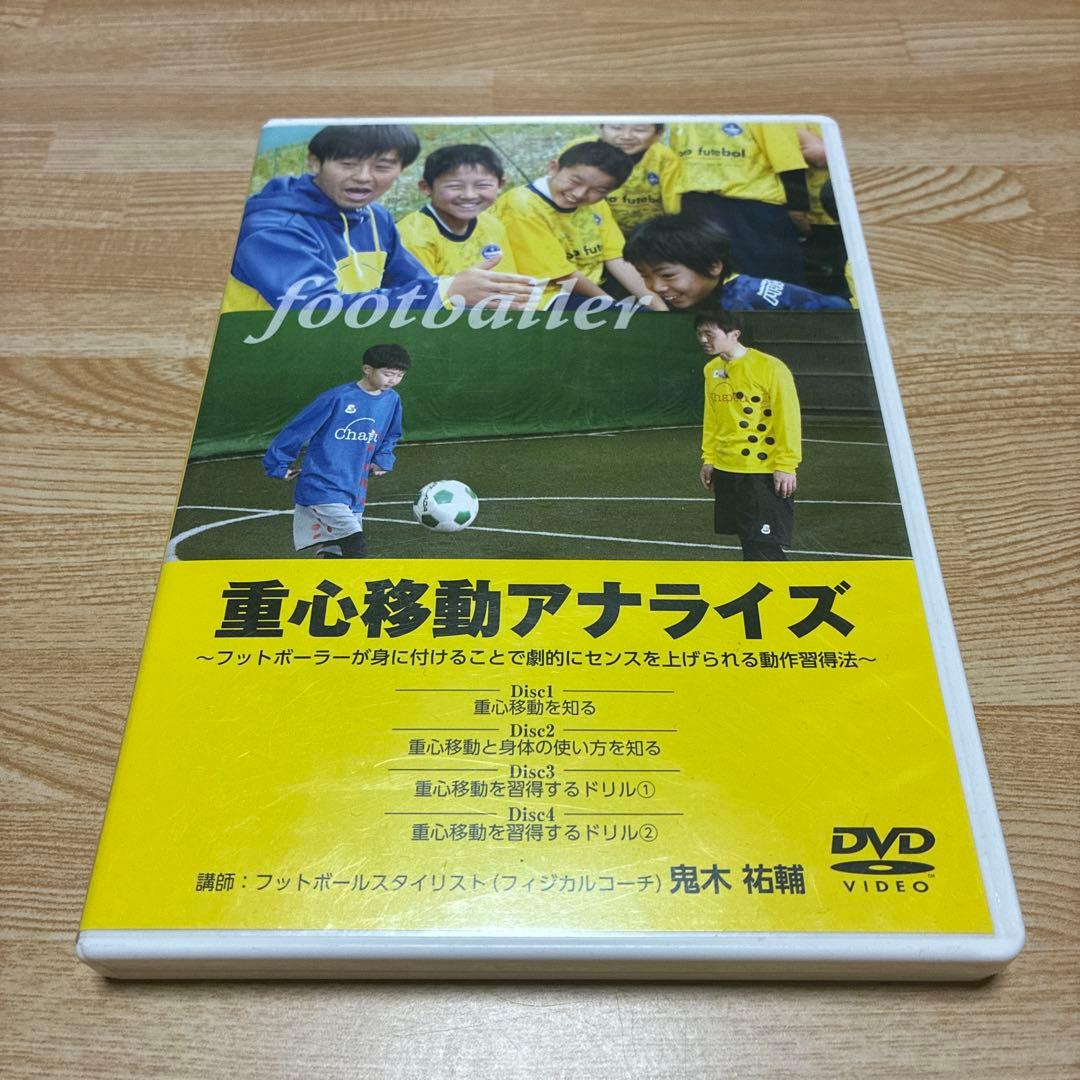 oo futebol
oo fute
footballer
Chap
重心移動アナライズ
～フットボーラーが身に付けることで劇的にセンスを上げられる動作習得法～
Disc1
重心移動を知る
Disc2
重心移動と身体の使い方を知る
Disc3
重心移動を習得するドリル①
Disc4
重心移動を習得するドリル②
講師：フットボールスタイリスト（フィジカルコーチ）鬼木 祐輔
DVD
VIDEO